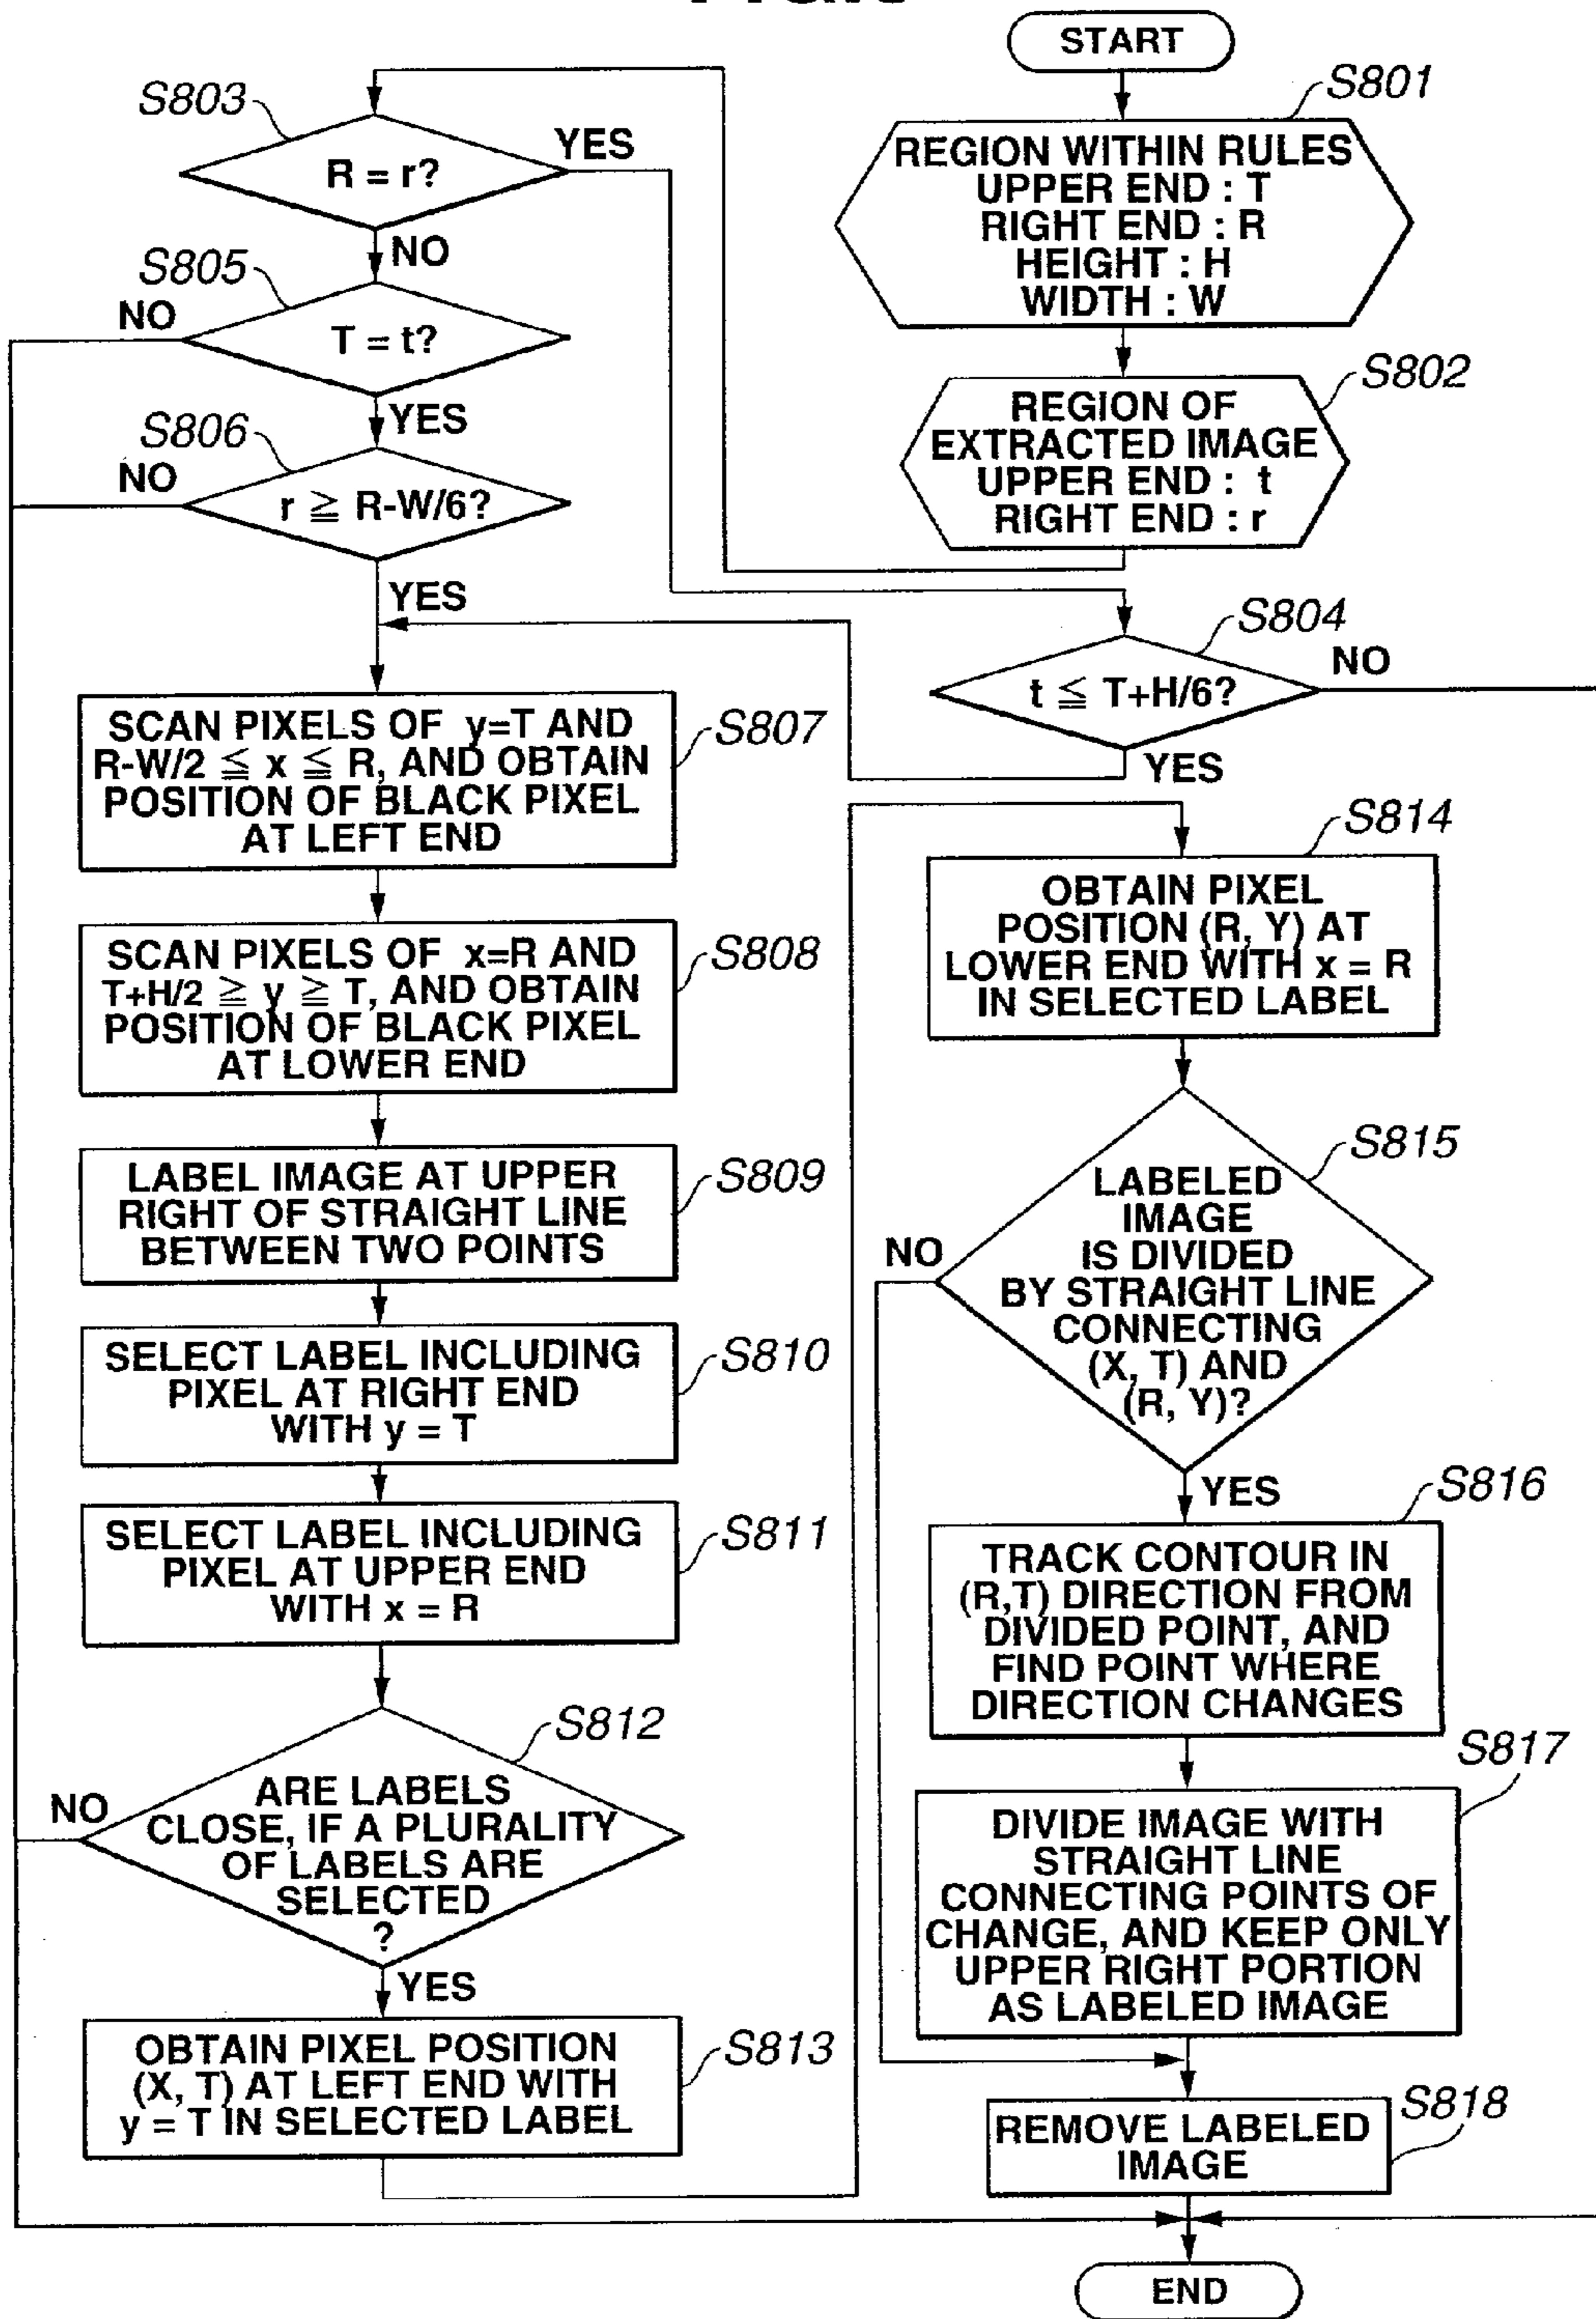 START
S801
REGION WITHIN RULES
UPPER END : T
RIGHT END : R
HEIGHT : H
WIDTH : W
S802
REGION OF
EXTRACTED IMAGE
UPPER END : t
RIGHT END : r
S803
R = r?
YES
NO
S804
t ≦ T+H/6?
NO
YES
S805
NO
T = t?
YES
S806
NO
r ≧ R-W/6?
YES
SCAN PIXELS OF y=T AND
R-W/2 ≦ x ≦ R, AND OBTAIN
POSITION OF BLACK PIXEL
AT LEFT END
S807
SCAN PIXELS OF x=R AND
T+H/2 ≧ y ≧ T, AND OBTAIN
POSITION OF BLACK PIXEL
AT LOWER END
S808
LABEL IMAGE AT UPPER
RIGHT OF STRAIGHT LINE
BETWEEN TWO POINTS
S809
SELECT LABEL INCLUDING
PIXEL AT RIGHT END
WITH y = T
S810
SELECT LABEL INCLUDING
PIXEL AT UPPER END
WITH x = R
S811
S812
NO
ARE LABELS
CLOSE, IF A PLURALITY
OF LABELS ARE
SELECTED
?
YES
OBTAIN PIXEL POSITION
(X, T) AT LEFT END WITH
y = T IN SELECTED LABEL
S813
S814
OBTAIN PIXEL
POSITION (R, Y) AT
LOWER END WITH x = R
IN SELECTED LABEL
S815
NO
LABELED
IMAGE
IS DIVIDED
BY STRAIGHT LINE
CONNECTING
(X, T) AND
(R, Y)?
YES
S816
TRACK CONTOUR IN
(R,T) DIRECTION FROM
DIVIDED POINT, AND
FIND POINT WHERE
DIRECTION CHANGES
S817
DIVIDE IMAGE WITH
STRAIGHT LINE
CONNECTING POINTS OF
CHANGE, AND KEEP ONLY
UPPER RIGHT PORTION
AS LABELED IMAGE
S818
REMOVE LABELED
IMAGE
END